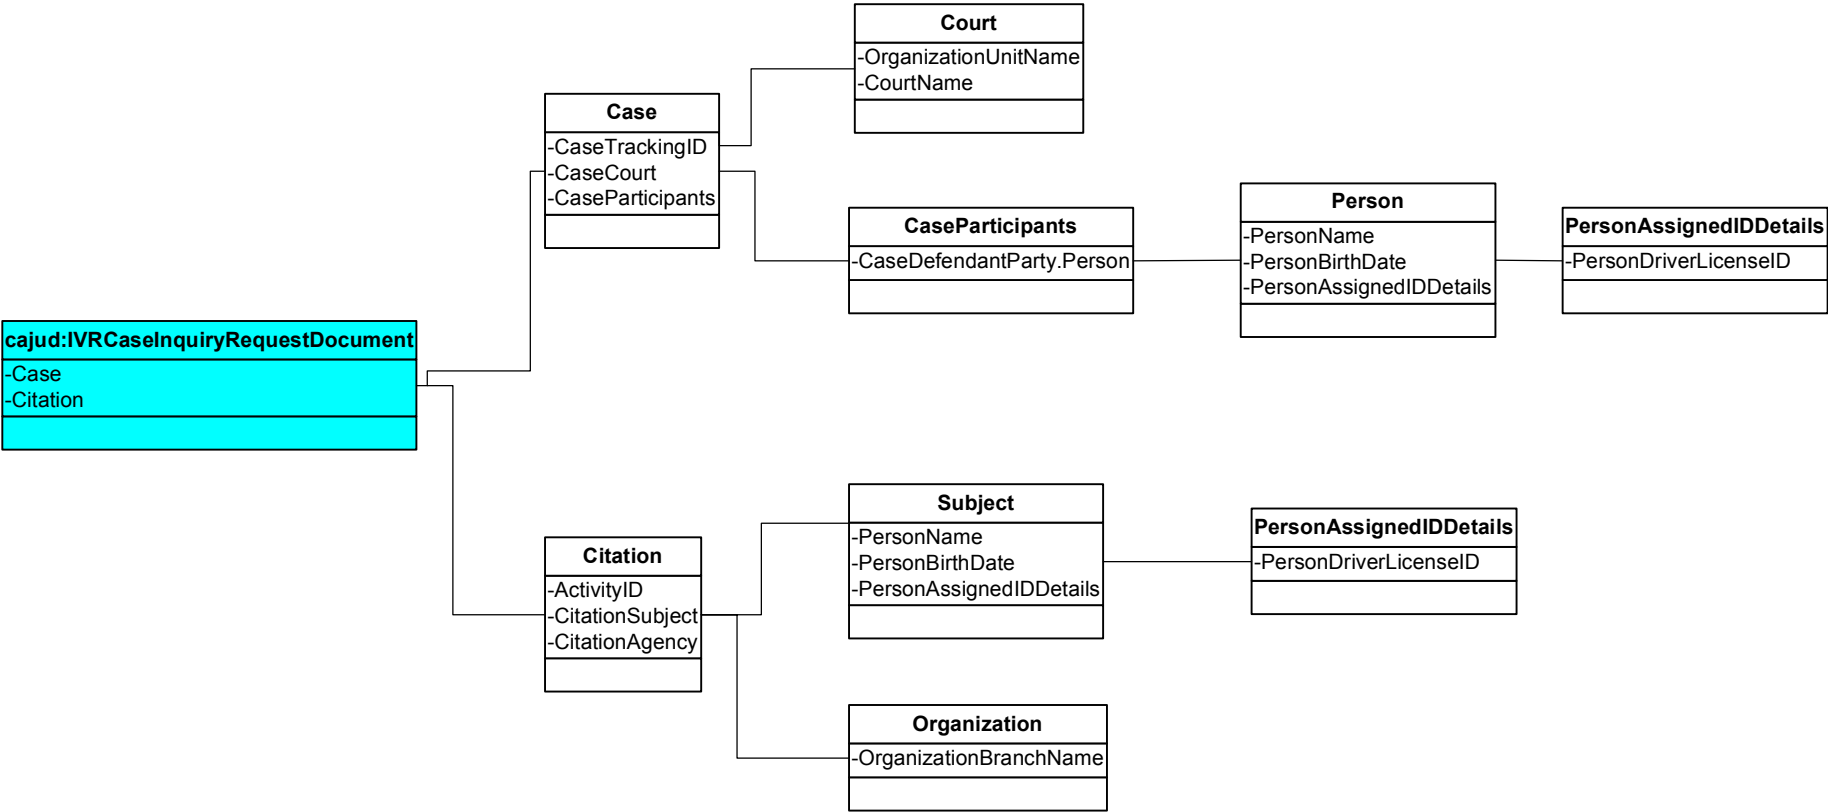 Court
-OrganizationUnitName
-CourtName
Case
-CaseTrackingID
-CaseCourt
-CaseParticipants
CaseParticipants
-CaseDefendantParty.Person
Person
-PersonName
-PersonBirthDate
-PersonAssignedIDDetails
PersonAssignedIDDetails
-PersonDriverLicenseID
cajud:IVRCaseInquiryRequestDocument
-Case
-Citation
Citation
-ActivityID
-CitationSubject
-CitationAgency
Subject
-PersonName
-PersonBirthDate
-PersonAssignedIDDetails
PersonAssignedIDDetails
-PersonDriverLicenseID
Organization
-OrganizationBranchName